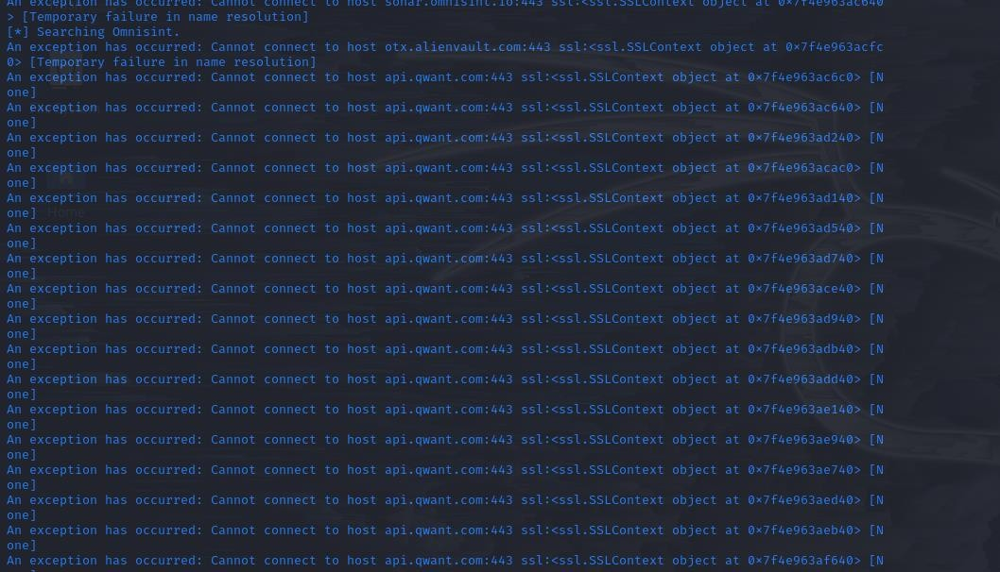 An exception has occurred: Cannot connect to host sonar.omnisint.io:443 ssl:<ssl.SSLContext object at 0x7f4e963ac640
> [Temporary failure in name resolution]
[*] Searching Omnisint.
An exception has occurred: Cannot connect to host otx.alienvault.com:443 ssl:<ssl.SSLContext object at 0x7f4e963acfc
0> [Temporary failure in name resolution]
An exception has occurred: Cannot connect to host api.qwant.com:443 ssl:<ssl.SSLContext object at 0x7f4e963ac6c0> [N
one]
An exception has occurred: Cannot connect to host api.qwant.com:443 ssl:<ssl.SSLContext object at 0x7f4e963ac640> [N
one]
An exception has occurred: Cannot connect to host api.qwant.com:443 ssl:<ssl.SSLContext object at 0x7f4e963ad240> [N
one]
An exception has occurred: Cannot connect to host api.qwant.com:443 ssl:<ssl.SSLContext object at 0x7f4e963acac0> [N
one]
An exception has occurred: Cannot connect to host api.qwant.com:443 ssl:<ssl.SSLContext object at 0x7f4e963ad140> [N
one]
Home
An exception has occurred: Cannot connect to host api.qwant.com:443 ssl:<ssl.SSLContext object at 0x7f4e963ad540> [N
one]
An exception has occurred: Cannot connect to host api.qwant.com:443 ssl:<ssl.SSLContext object at 0x7f4e963ad740> [N
one]
An exception has occurred: Cannot connect to host api.qwant.com:443 ssl:<ssl.SSLContext object at 0x7f4e963ace40> [N
one]
An exception has occurred: Cannot connect to host api.qwant.com:443 ssl:<ssl.SSLContext object at 0x7f4e963ad940> [N
one]
An exception has occurred: Cannot connect to host api.qwant.com:443 ssl:<ssl.SSLContext object at 0x7f4e963adb40> [N
one]
An exception has occurred: Cannot connect to host api.qwant.com:443 ssl:<ssl.SSLContext object at 0x7f4e963add40> [N
one]
An exception has occurred: Cannot connect to host api.qwant.com:443 ssl:<ssl.SSLContext object at 0x7f4e963ae140> [N
one]
An exception has occurred: Cannot connect to host api.qwant.com:443 ssl:<ssl.SSLContext object at 0x7f4e963ae940> [N
one]
An exception has occurred: Cannot connect to host api.qwant.com:443 ssl:<ssl.SSLContext object at 0x7f4e963ae740> [N
one]
An exception has occurred: Cannot connect to host api.qwant.com:443 ssl:<ssl.SSLContext object at 0x7f4e963aed40> [N
one]
An exception has occurred: Cannot connect to host api.qwant.com:443 ssl:<ssl.SSLContext object at 0x7f4e963aeb40> [N
one]
An exception has occurred: Cannot connect to host api.qwant.com:443 ssl:<ssl.SSLContext object at 0x7f4e963af640> [N